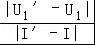 |U₁′ - U₁|
|I′ - I|